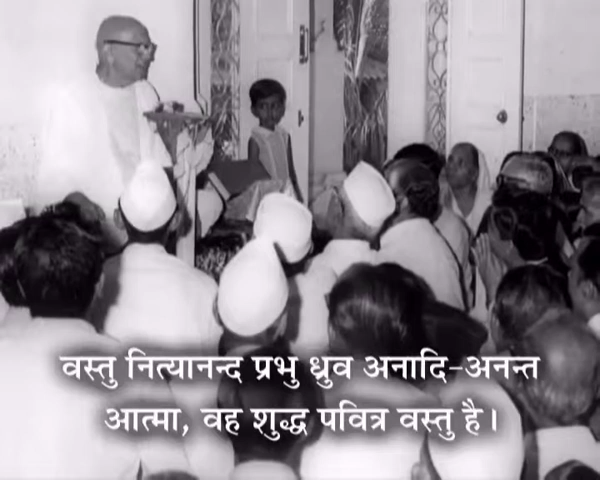 वस्तु नित्यानन्द प्रभु ध्रुव अनादि-अनन्त
आत्मा, वह शुद्ध पवित्र वस्तु है।